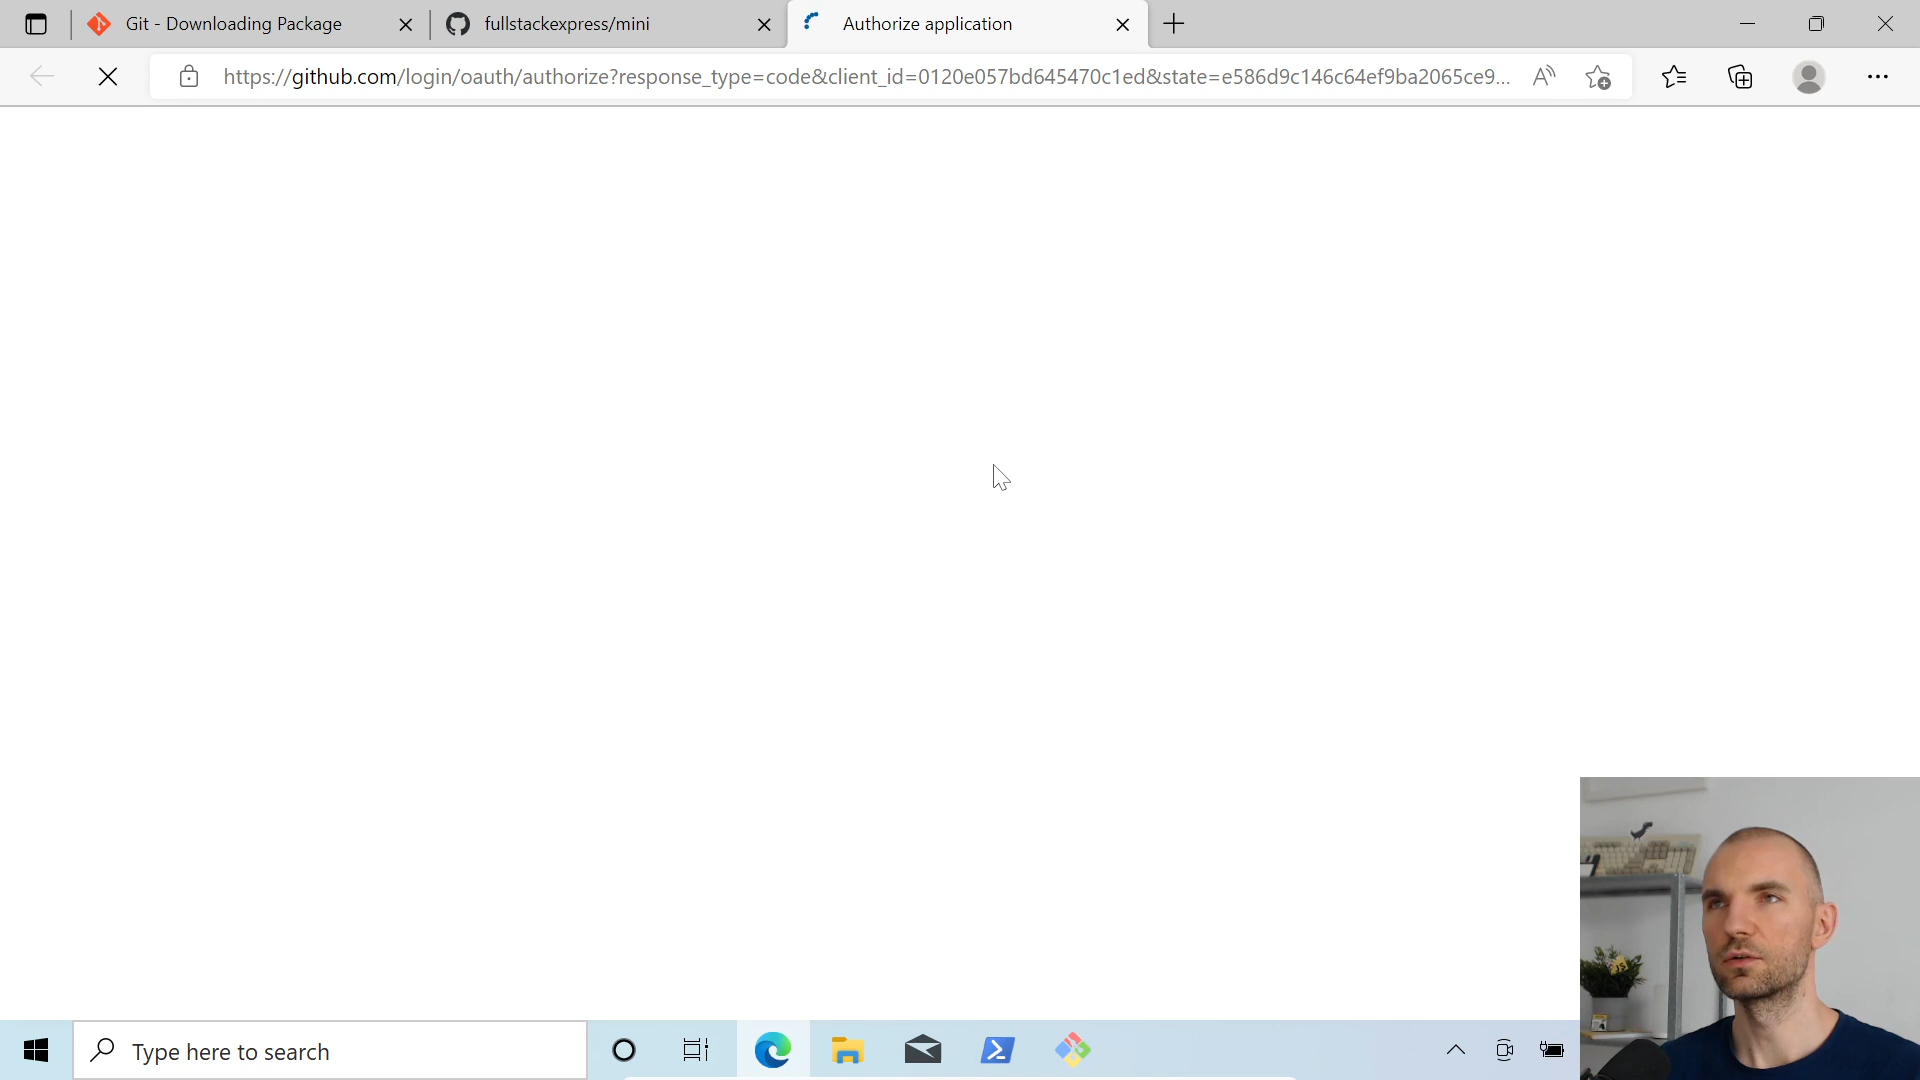 Git - Downloading Package
fullstackexpress/mini
Authorize application
https://github.com/login/oauth/authorize?response_type=code&client_id=0120e057bd645470c1ed&state=e586d9c146c64ef9ba2065ce9...
Type here to search